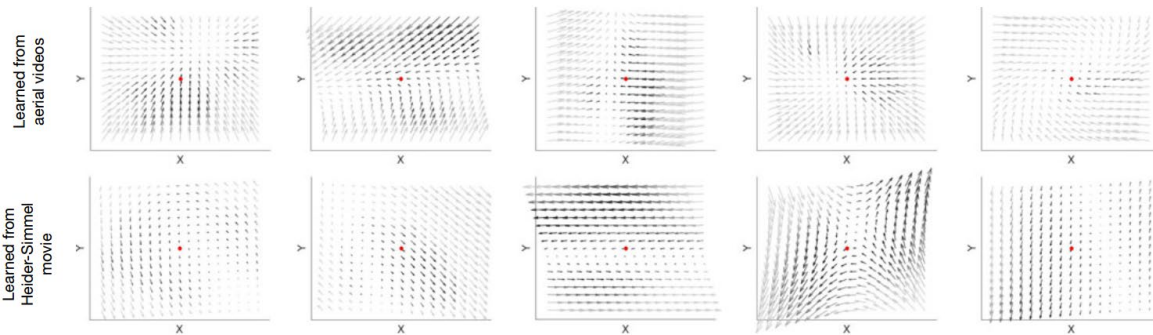 Learned from
aerial videos
Y
X
Y
X
Y
X
Y
X
Y
X
Learned from
Heider-Simmel
movie
Y
X
Y
X
Y
X
Y
X
Y
X